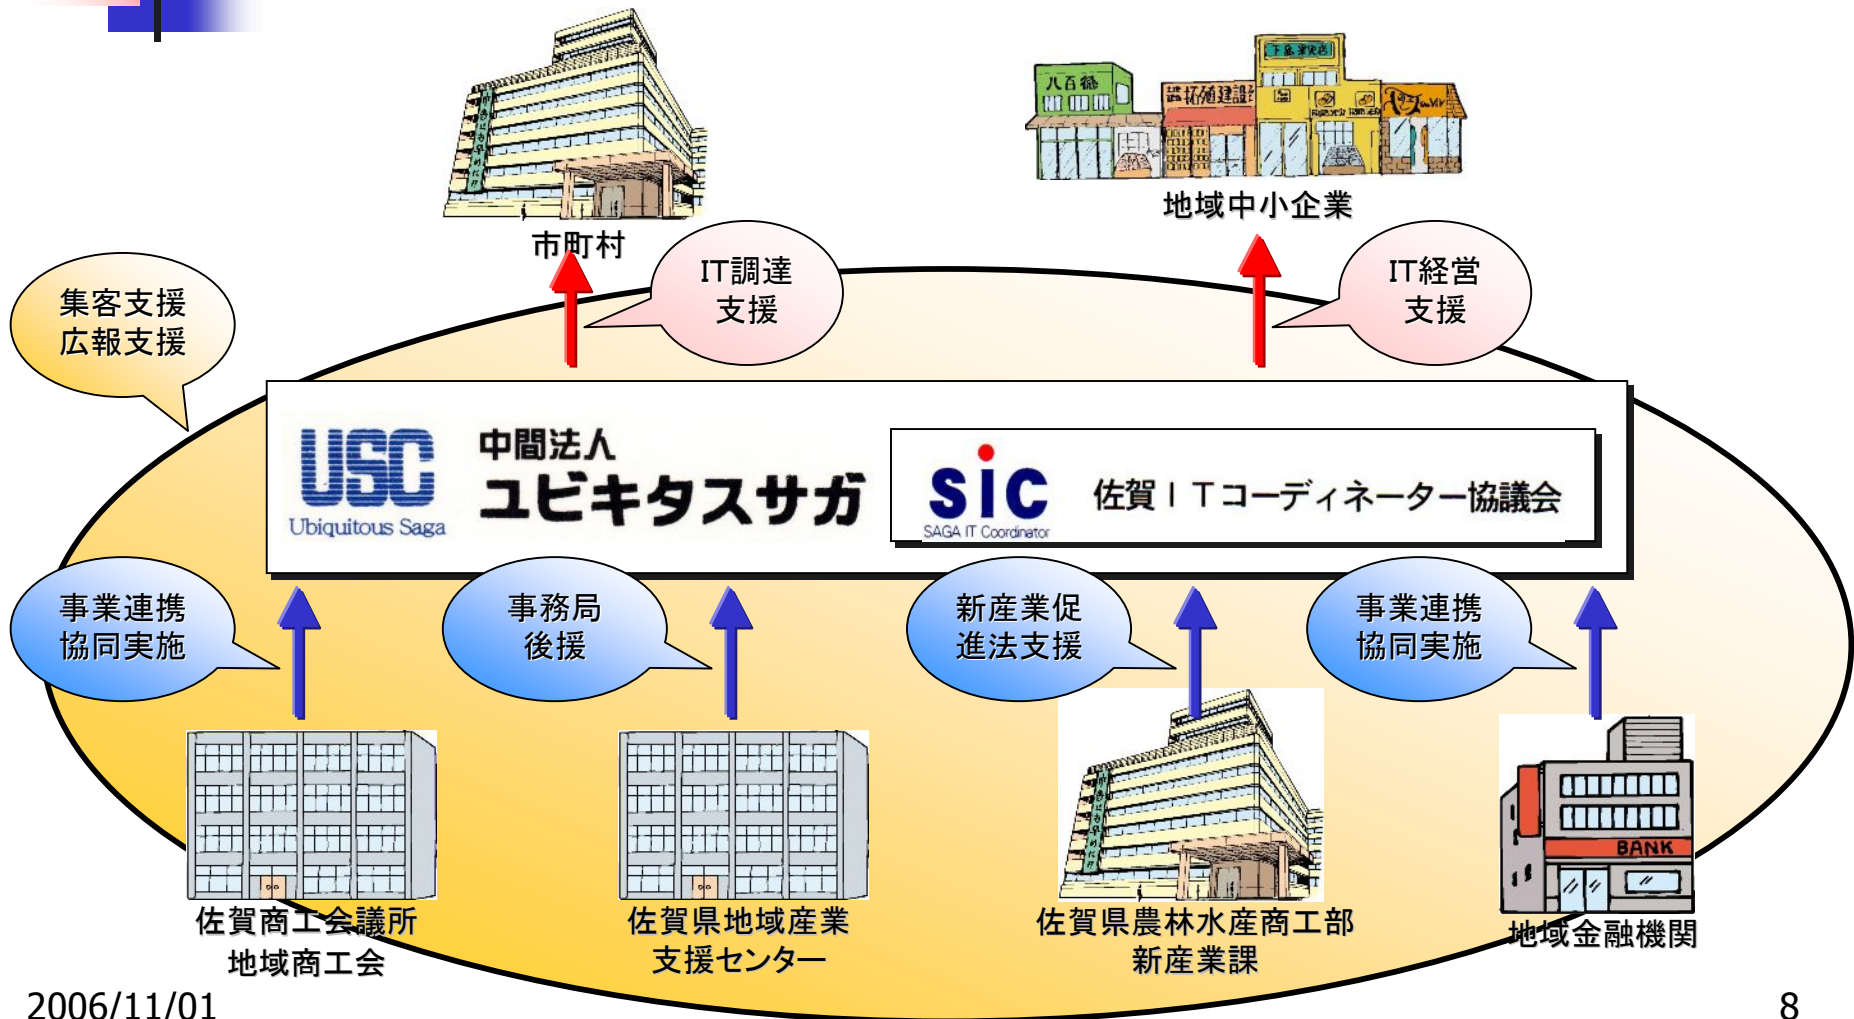 八百徳
市町村
地域中小企業
IT調達
支援
IT経営
支援
集客支援
広報支援
USC
Ubiquitous Saga
中間法人
ユビキタスサガ
SiC
SAGA IT Coordinator
佐賀ITコーディネーター協議会
事業連携
協同実施
事務局
後援
新産業促
進法支援
事業連携
協同実施
BANK
佐賀商工会議所
地域商工会
佐賀県地域産業
支援センター
佐賀県農林水産商工部
新産業課
地域金融機関
2006/11/01
8